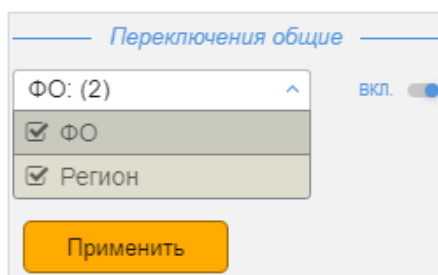 Переключения общие
ФО: (2)
вкл.
ФО
Регион
Применить